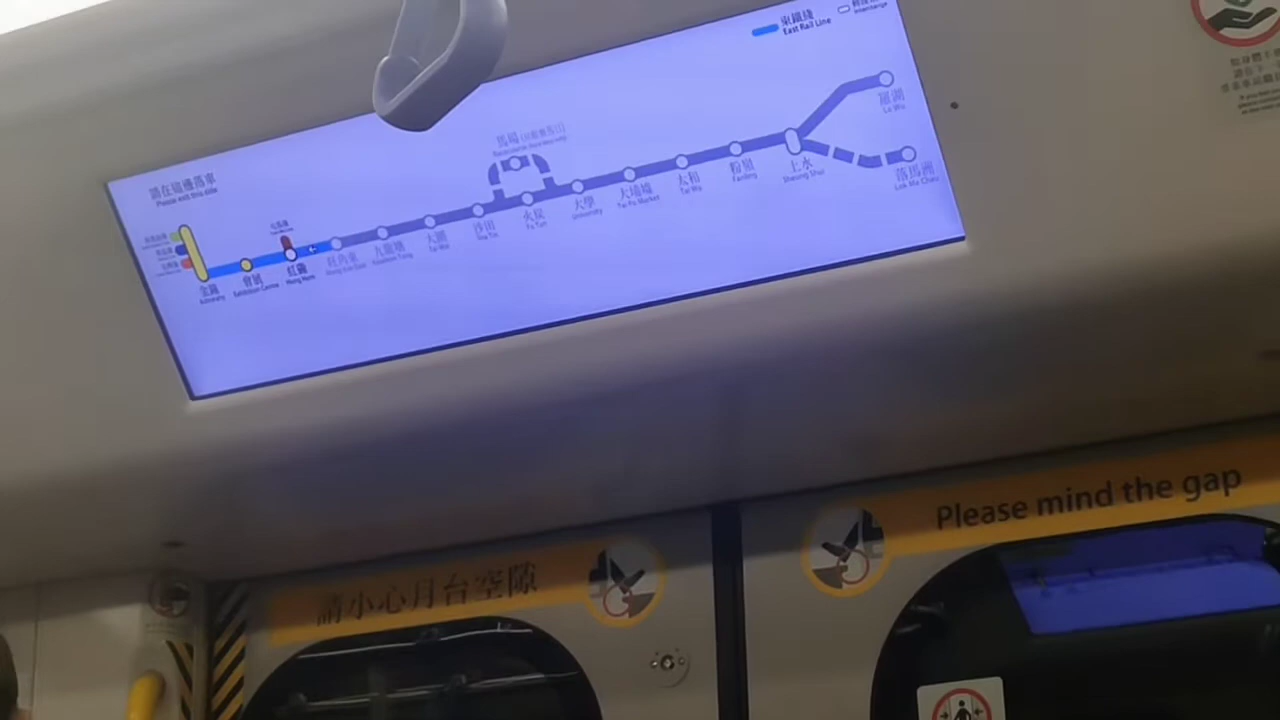 東鐵綫
East Rail Line
Interchange
請在這邊落車
Please exit this side
馬場
羅湖
Lo Wu
落馬洲
Lok Ma Chau
上水
Sheung Shui
粉嶺
Fanling
太和
Tai Wo
大埔墟
Tai Po Market
大學
University
火炭
Fo Tan
沙田
Sha Tin
大圍
Tai Wai
九龍塘
Kowloon Tong
旺角東
Mong Kok East
紅磡
Hung Hom
會展
Exhibition Centre
金鐘
Admiralty
Please mind the gap
請小心月台空隙